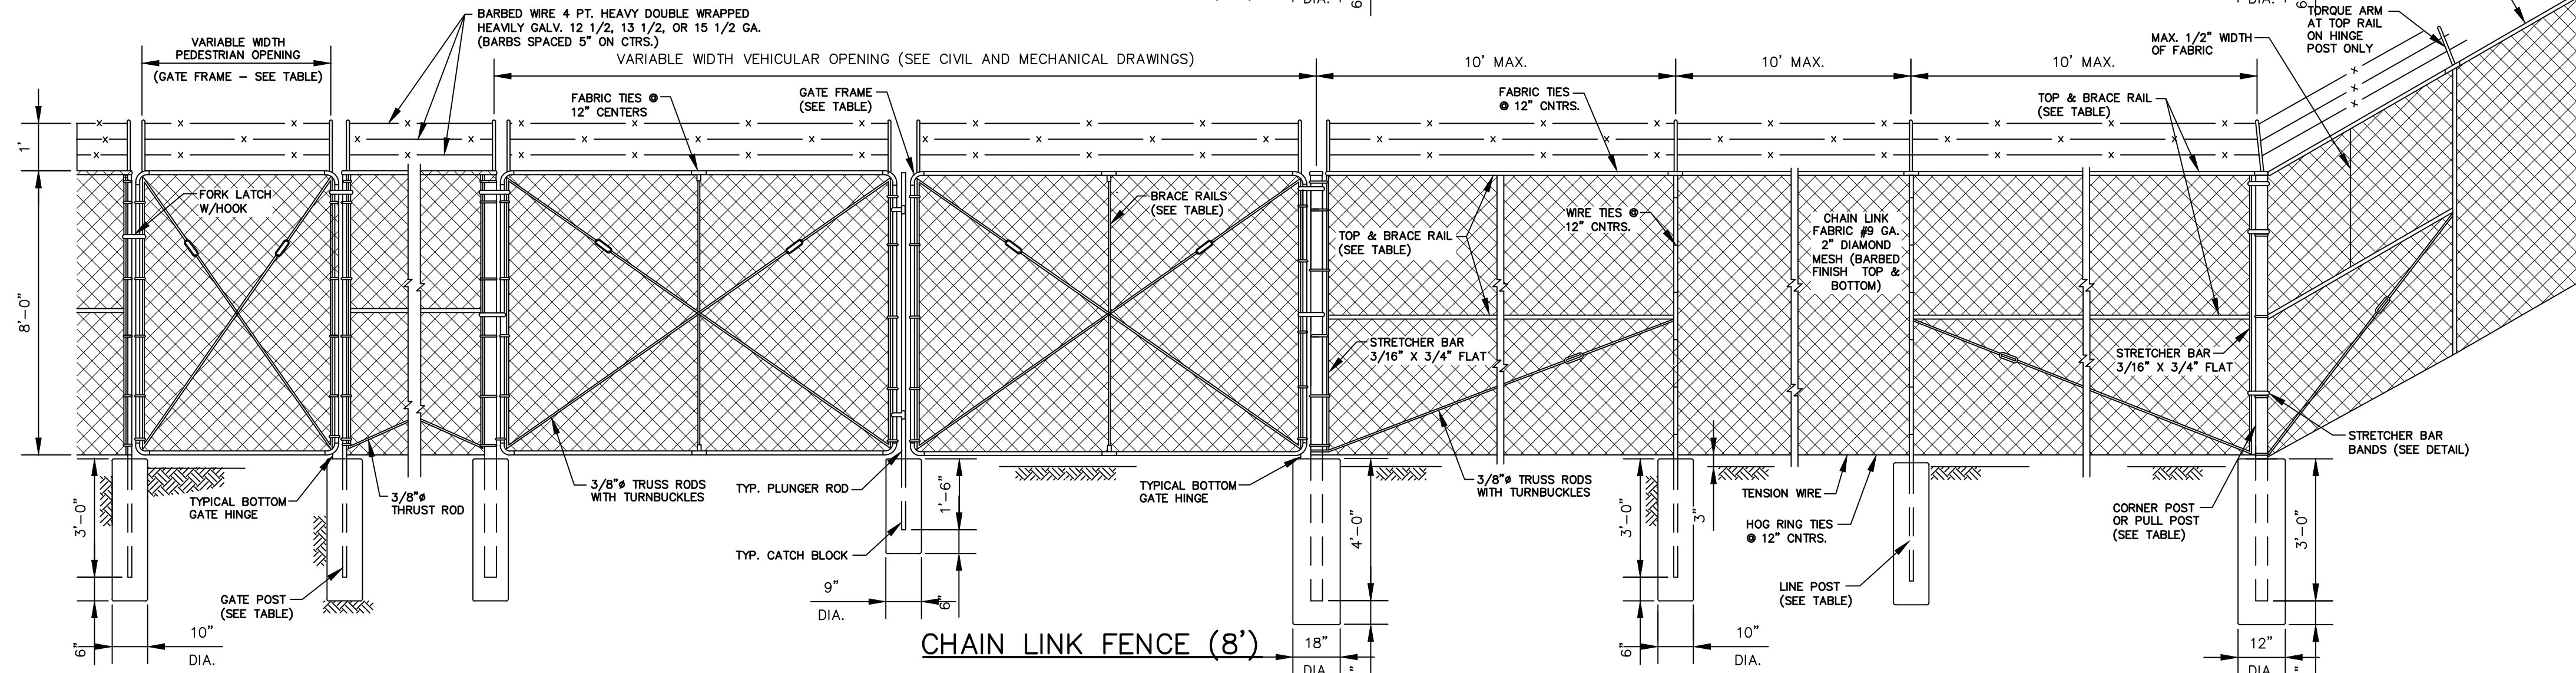 DIA.
6"
DIA.
6"
BARBED WIRE 4 PT. HEAVY DOUBLE WRAPPED
HEAVILY GALV. 12 1/2, 13 1/2, OR 15 1/2 GA.
(BARBS SPACED 5" ON CTRS.)
VARIABLE WIDTH
PEDESTRIAN OPENING
(GATE FRAME – SEE TABLE)
VARIABLE WIDTH VEHICULAR OPENING (SEE CIVIL AND MECHANICAL DRAWINGS)
10' MAX.
10' MAX.
10' MAX.
MAX. 1/2" WIDTH
OF FABRIC
TORQUE ARM
AT TOP RAIL
ON HINGE
POST ONLY
FABRIC TIES @
12" CENTERS
GATE FRAME
(SEE TABLE)
FABRIC TIES
@ 12" CNTRS.
TOP & BRACE RAIL
(SEE TABLE)
1'
8'-0"
FORK LATCH
W/HOOK
BRACE RAILS
(SEE TABLE)
TOP & BRACE RAIL
(SEE TABLE)
WIRE TIES @
12" CNTRS.
CHAIN LINK
FABRIC #9 GA.
2" DIAMOND
MESH (BARBED
FINISH TOP &
BOTTOM)
STRETCHER BAR
3/16" X 3/4" FLAT
STRETCHER BAR
3/16" X 3/4" FLAT
STRETCHER BAR
BANDS (SEE DETAIL)
3'-0"
TYPICAL BOTTOM
GATE HINGE
3/8"ø
THRUST ROD
3/8"ø TRUSS RODS
WITH TURNBUCKLES
TYP. PLUNGER ROD
1'-6"
TYPICAL BOTTOM
GATE HINGE
4'-0"
3/8"ø TRUSS RODS
WITH TURNBUCKLES
3'-0"
3"
TENSION WIRE
HOG RING TIES
@ 12" CNTRS.
CORNER POST
OR PULL POST
(SEE TABLE)
3'-0"
TYP. CATCH BLOCK
GATE POST
(SEE TABLE)
9"
DIA.
6"
LINE POST
(SEE TABLE)
6"
10"
DIA.
CHAIN LINK FENCE (8')
18"
DIA
6"
10"
DIA.
12"
DIA